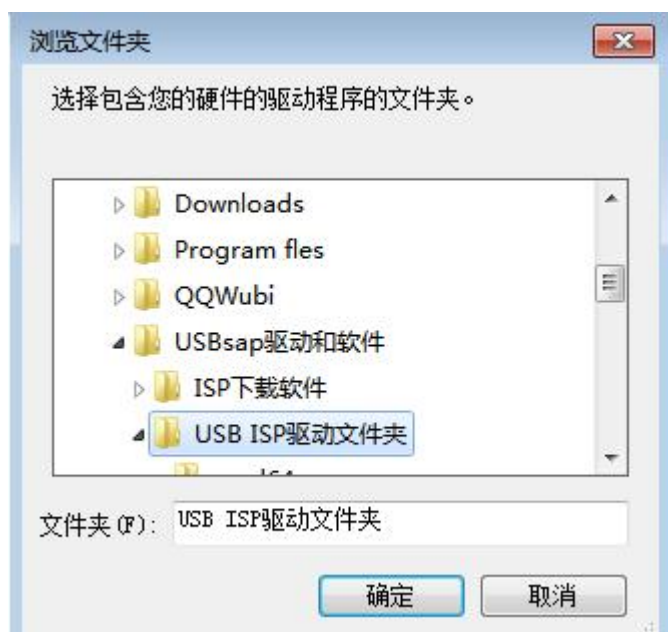 浏览文件夹
选择包含您的硬件的驱动程序的文件夹。
Downloads
Program fles
QQWubi
USBsap驱动和软件
ISP下载软件
USB ISP驱动文件夹
文件夹(F): USB ISP驱动文件夹
确定 取消